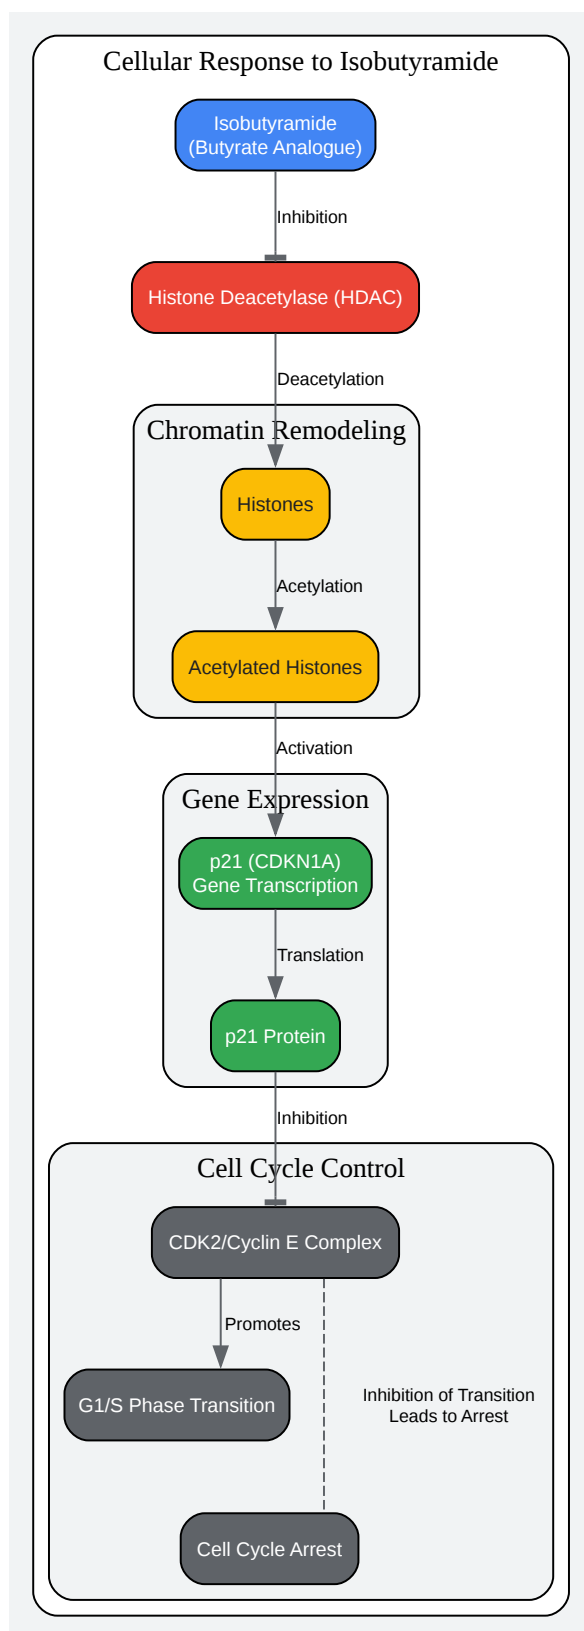 Cellular Response to Isobutyramide
Isobutyramide
(Butyrate Analogue)
Inhibition
Histone Deacetylase (HDAC)
Deacetylation
Chromatin Remodeling
Histones
Acetylation
Acetylated Histones
Activation
Gene Expression
p21 (CDKN1A)
Gene Transcription
Translation
p21 Protein
Inhibition
Cell Cycle Control
CDK2/Cyclin E Complex
Promotes
G1/S Phase Transition
Inhibition of Transition
Leads to Arrest
Cell Cycle Arrest